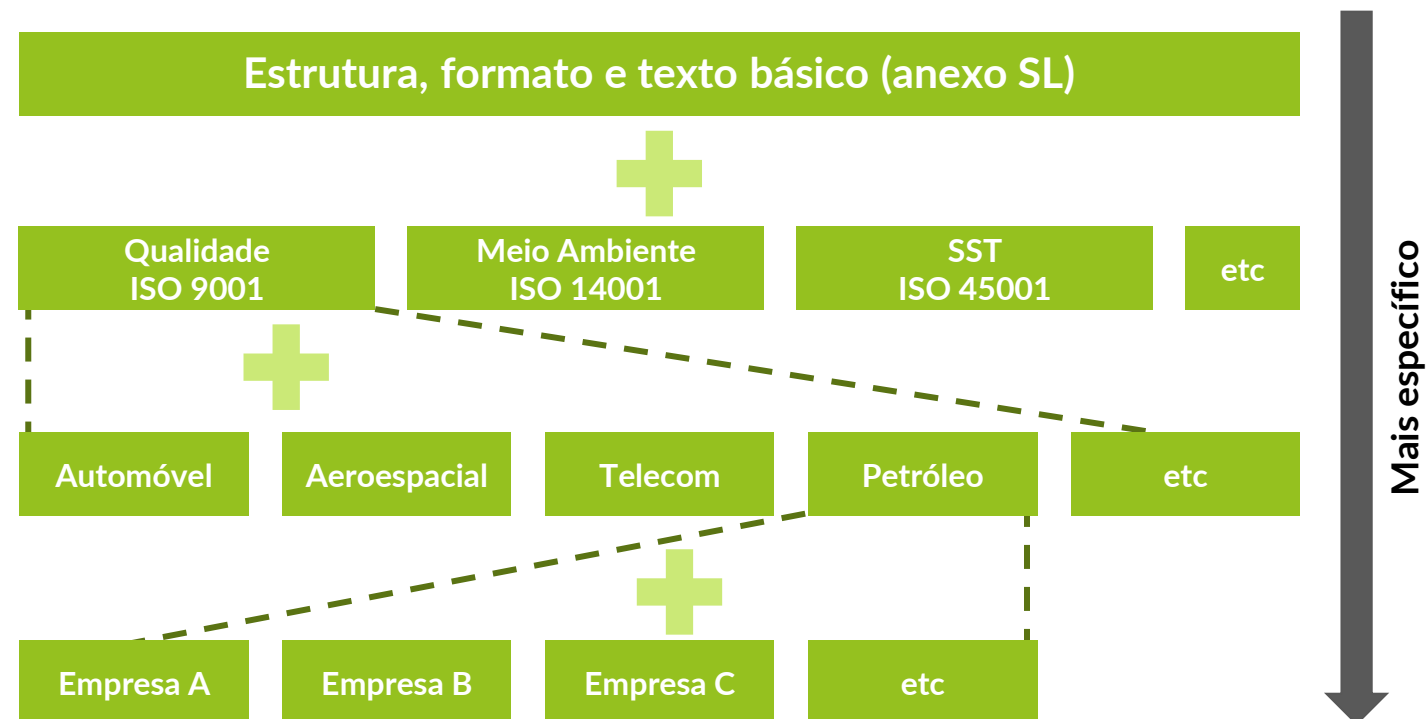 Estrutura, formato e texto básico (anexo SL)
Qualidade
ISO 9001
Meio Ambiente
ISO 14001
SST
ISO 45001
etc
Automóvel
Aeroespacial
Telecom
Petróleo
etc
Empresa A
Empresa B
Empresa C
etc
Mais específico